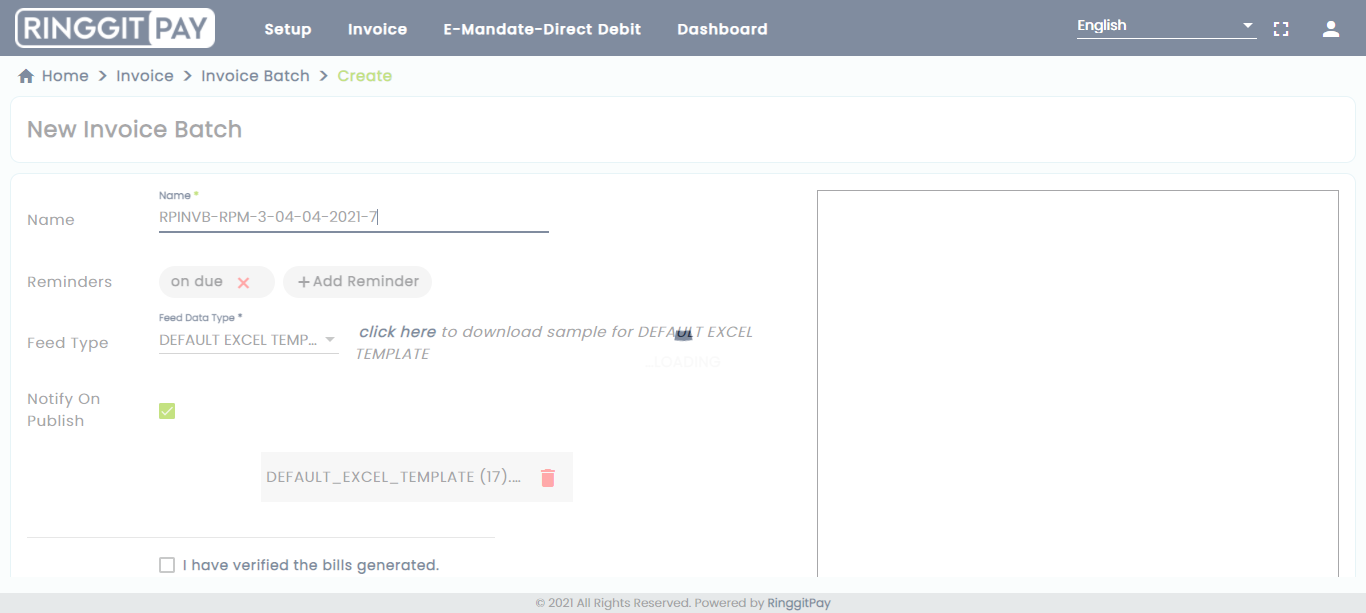 RINGGIT PAY Setup Invoice E-Mandate-Direct Debit Dashboard English
Home > Invoice > Invoice Batch > Create
New Invoice Batch
Name *
Name RPINVB-RPM-3-04-04-2021-7
Reminders on due × +Add Reminder
Feed Data Type *
Feed Type DEFAULT EXCEL TEMP...
click here to download sample for DEFAULT EXCEL
TEMPLATE
...LOADING
Notify On
Publish
DEFAULT_EXCEL_TEMPLATE (17)....
I have verified the bills generated.
© 2021 All Rights Reserved. Powered by RinggitPay